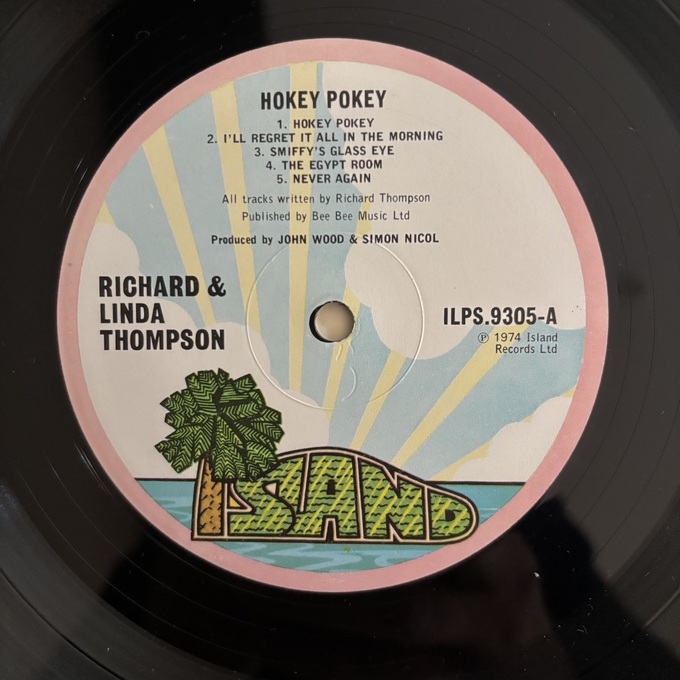 HOKEY POKEY
1. HOKEY POKEY
2. I'LL REGRET IT ALL IN THE MORNING
3. SMIFFY'S GLASS EYE
4. THE EGYPT ROOM
5. NEVER AGAIN
All tracks written by Richard Thompson
Published by Bee Bee Music Ltd
Produced by JOHN WOOD & SIMON NICOL
RICHARD &
LINDA
THOMPSON
ILPS.9305-A
℗ 1974 Island
Records Ltd
ISLAND